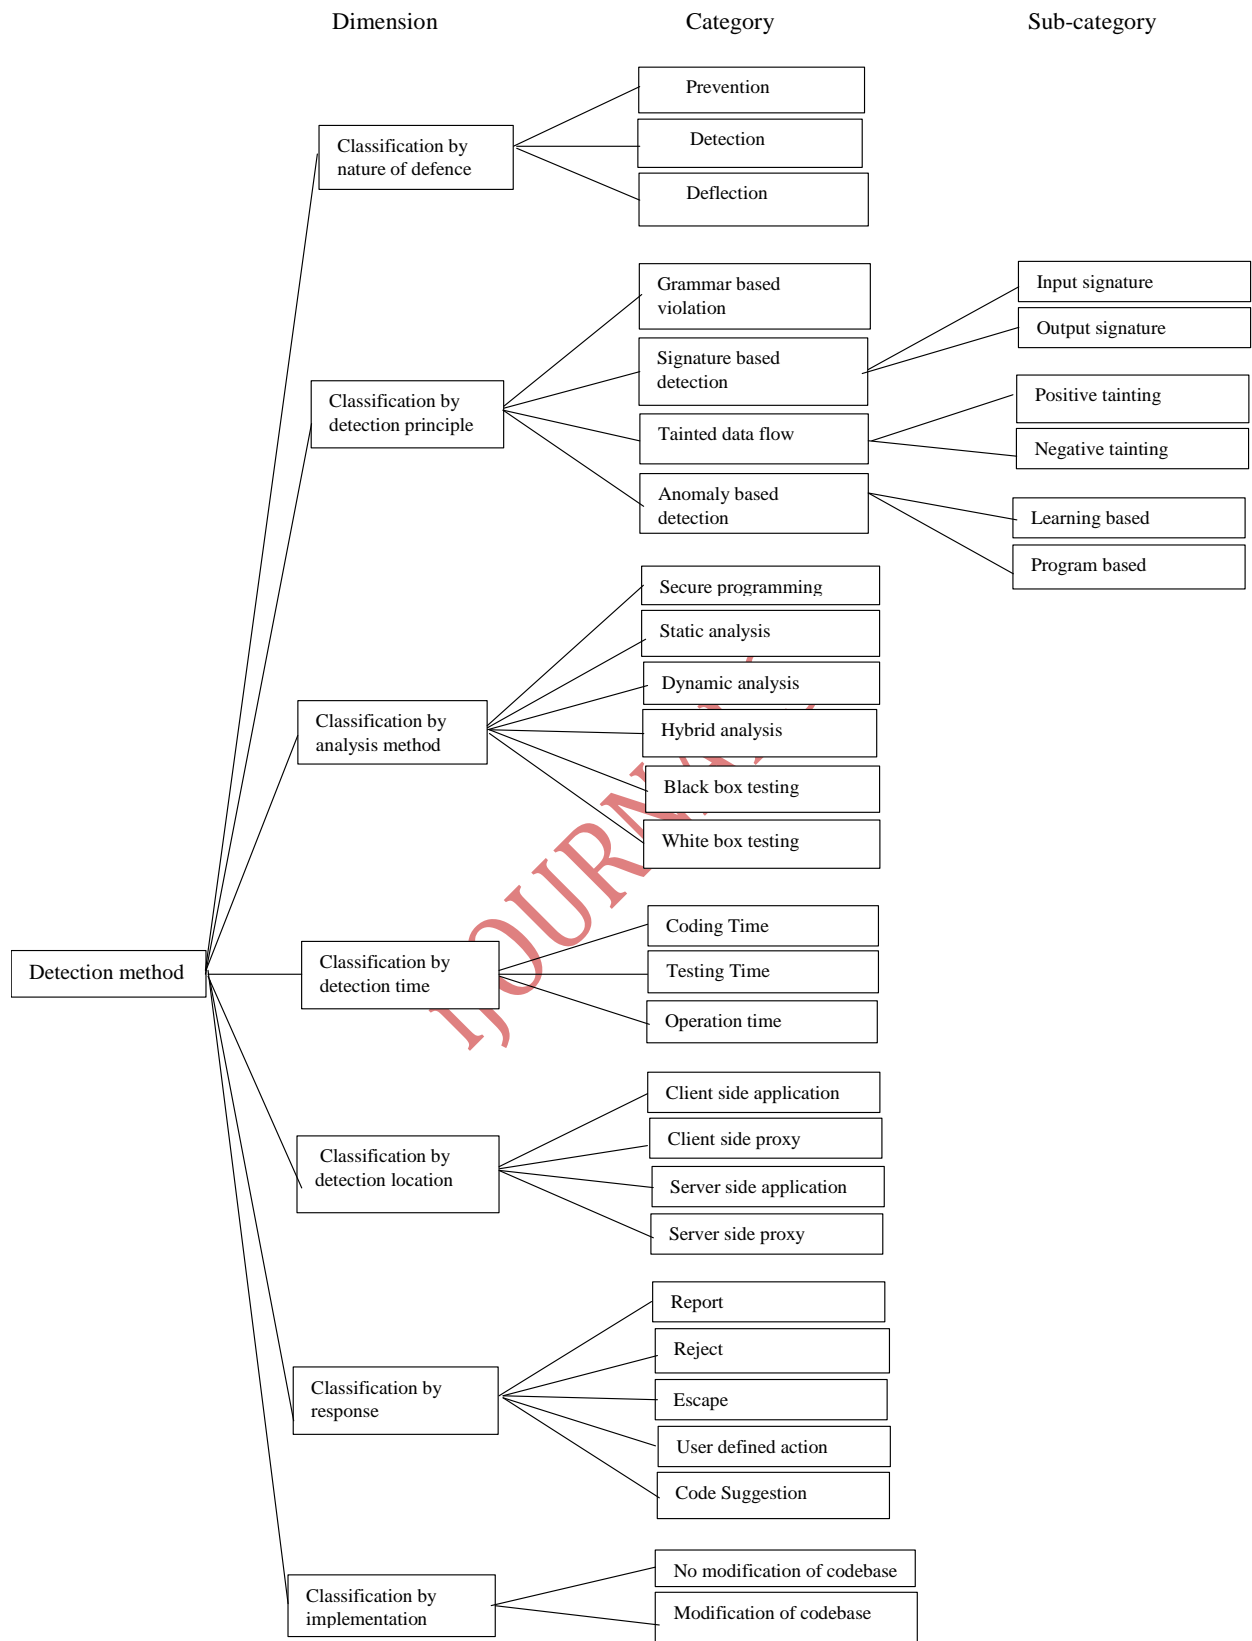 Dimension
Category
Sub-category
Prevention
Classification by
nature of defence
Detection
Deflection
Grammar based
violation
Input signature
Output signature
Signature based
detection
Classification by
detection principle
Positive tainting
Tainted data flow
Negative tainting
Anomaly based
detection
Learning based
Program based
Secure programming
Static analysis
Dynamic analysis
Classification by
analysis method
Hybrid analysis
Black box testing
White box testing
Coding Time
Detection method
Classification by
detection time
Testing Time
Operation time
Client side application
Client side proxy
Classification by
detection location
Server side application
Server side proxy
Report
Reject
Classification by
response
Escape
User defined action
Code Suggestion
No modification of codebase
Classification by
implementation
Modification of codebase